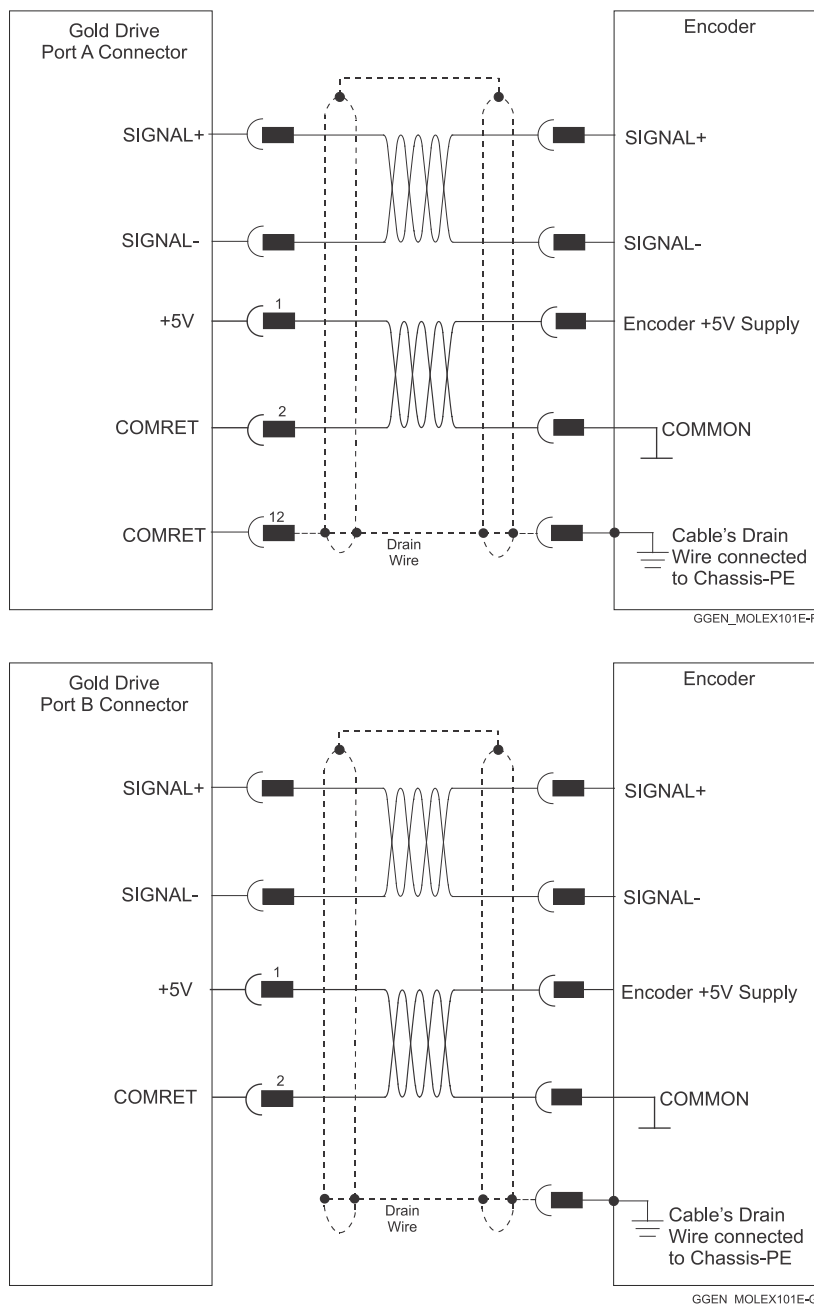 Gold Drive
Port A Connector
Encoder
SIGNAL+
SIGNAL+
SIGNAL-
SIGNAL-
+5V
1
Encoder +5V Supply
COMRET
2
COMMON
COMRET
12
Drain
Wire
Cable's Drain
Wire connected
to Chassis-PE
GGEN_MOLEX101E-F
Gold Drive
Port B Connector
Encoder
SIGNAL+
SIGNAL+
SIGNAL-
SIGNAL-
+5V
1
Encoder +5V Supply
COMRET
2
COMMON
Drain
Wire
Cable's Drain
Wire connected
to Chassis-PE
GGEN_MOLEX101E-G